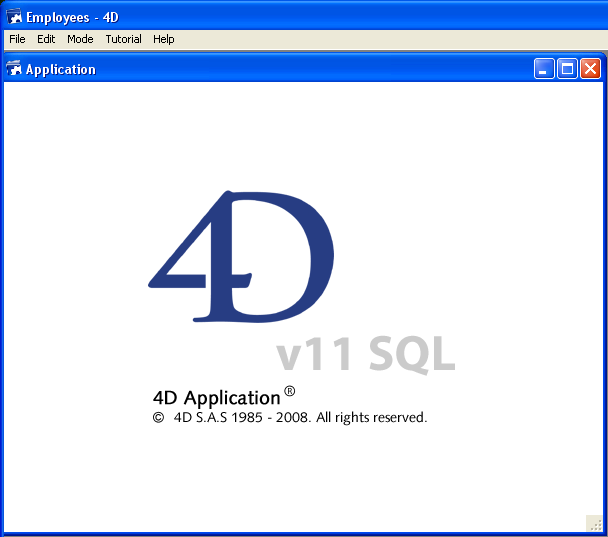 Employees - 4D
File Edit Mode Tutorial Help
Application
4D
v11 SQL
4D Application®
© 4D S.A.S 1985 - 2008. All rights reserved.